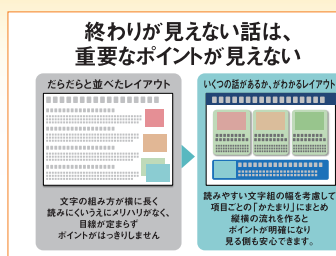 終わりが見えない話は、
重要なポイントが見えない
だらだらと並べたレイアウト
文字の組み方が横に長く
読みにくいうえにメリハリがなく、
目線が定まらず
ポイントがはっきりしません
いくつの話があるか、がわかるレイアウト
読みやすい文字組の幅を考慮して
項目ごとの「かたまり」にまとめ
縦横の流れを作ると
ポイントが明確になり
見る側も安心できます。